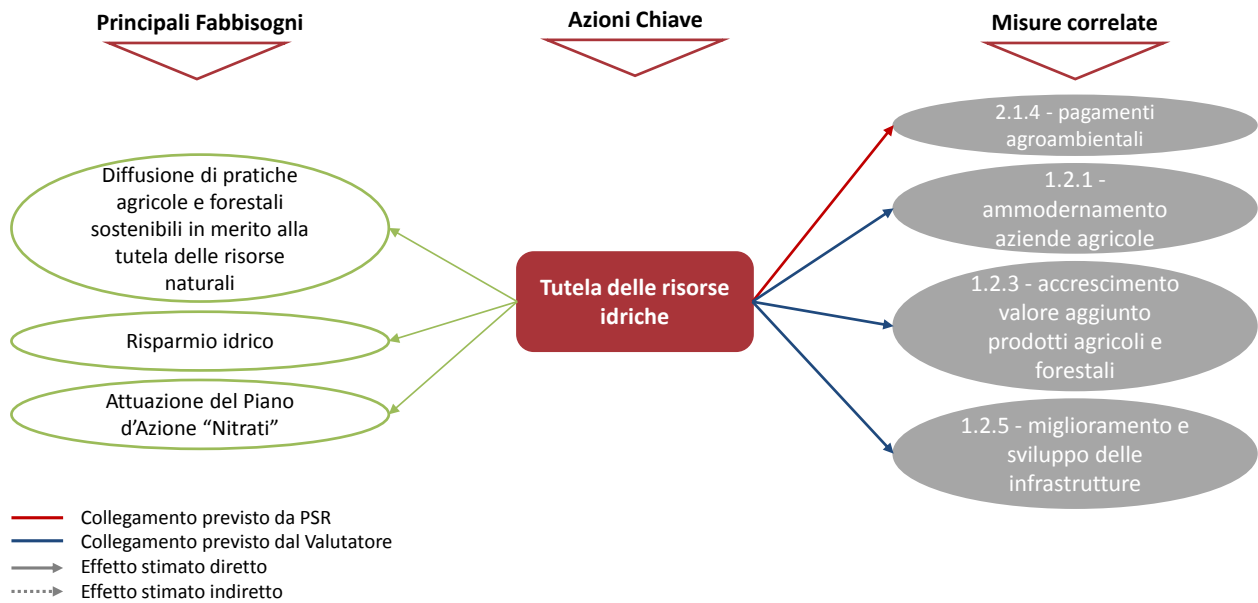 Principali Fabbisogni
Azioni Chiave
Misure correlate
Diffusione di pratiche
agricole e forestali
sostenibili in merito alla
tutela delle risorse
naturali
Risparmio idrico
Attuazione del Piano
d'Azione “Nitrati”
Tutela delle risorse
idriche
2.1.4 - pagamenti
agroambientali
1.2.1 -
ammodernamento
aziende agricole
1.2.3 - accrescimento
valore aggiunto
prodotti agricoli e
forestali
1.2.5 - miglioramento e
sviluppo delle
infrastrutture
Collegamento previsto da PSR
Collegamento previsto dal Valutatore
Effetto stimato diretto
Effetto stimato indiretto